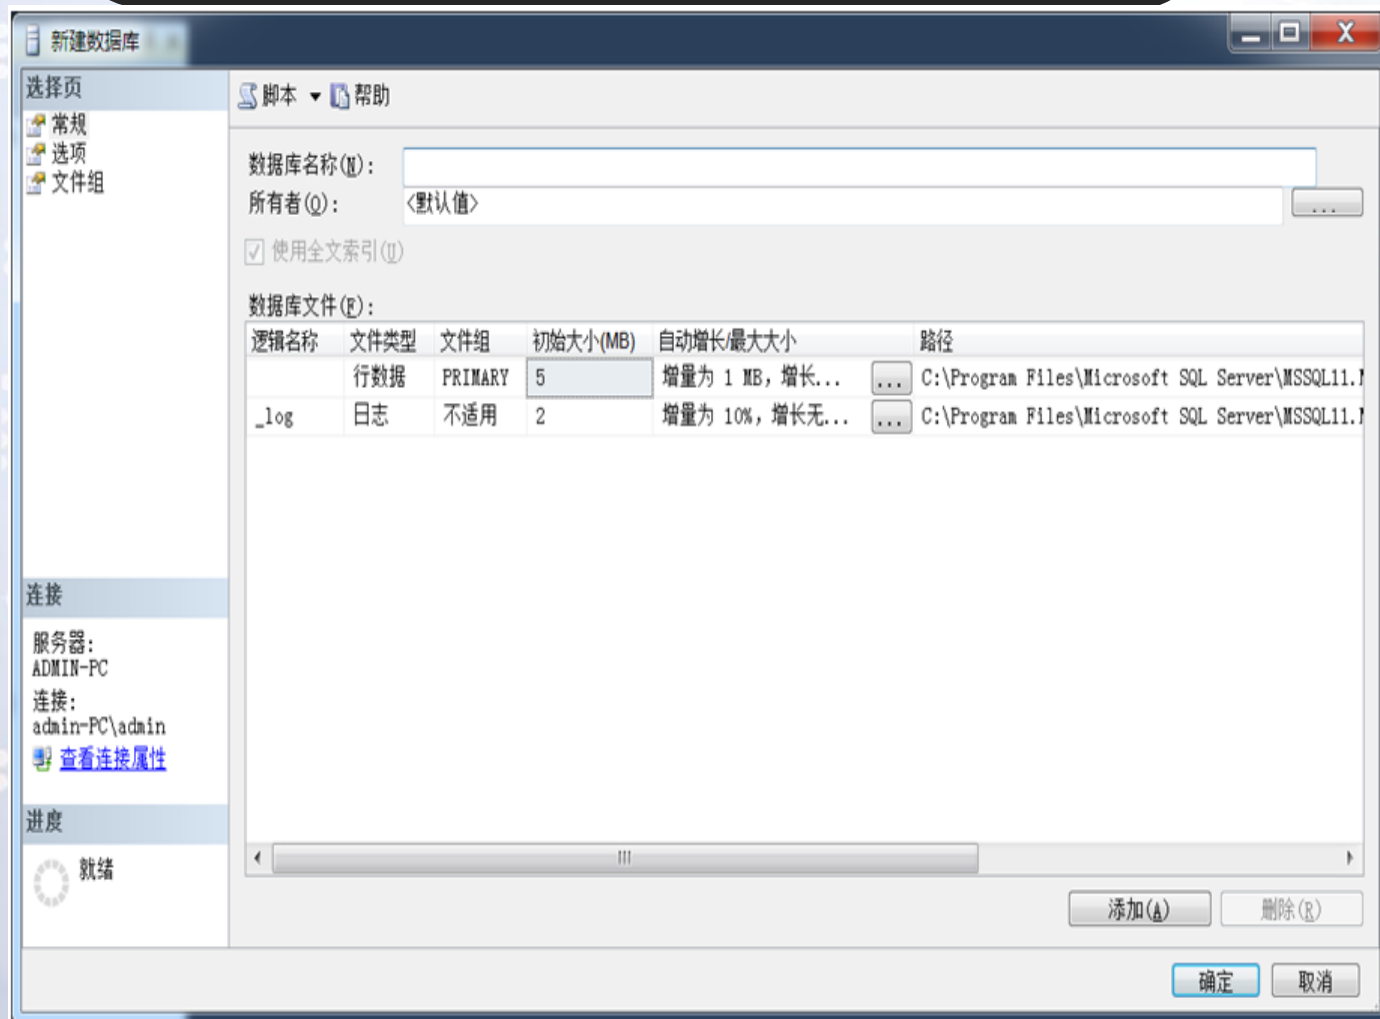 新建数据库
选择页
常规
选项
文件组
脚本 帮助
数据库名称(N):
所有者(O): <默认值> ...
使用全文索引(U)
数据库文件(F):
逻辑名称 文件类型 文件组 初始大小(MB) 自动增长/最大大小 路径
行数据 PRIMARY 5 增量为 1 MB，增长... ... C:\Program Files\Microsoft SQL Server\MSSQL11.
_log 日志 不适用 2 增量为 10%，增长无... ... C:\Program Files\Microsoft SQL Server\MSSQL11.
连接
服务器:
ADMIN-PC
连接:
admin-PC\admin
查看连接属性
进度
就绪
添加(A) 删除(R)
确定 取消